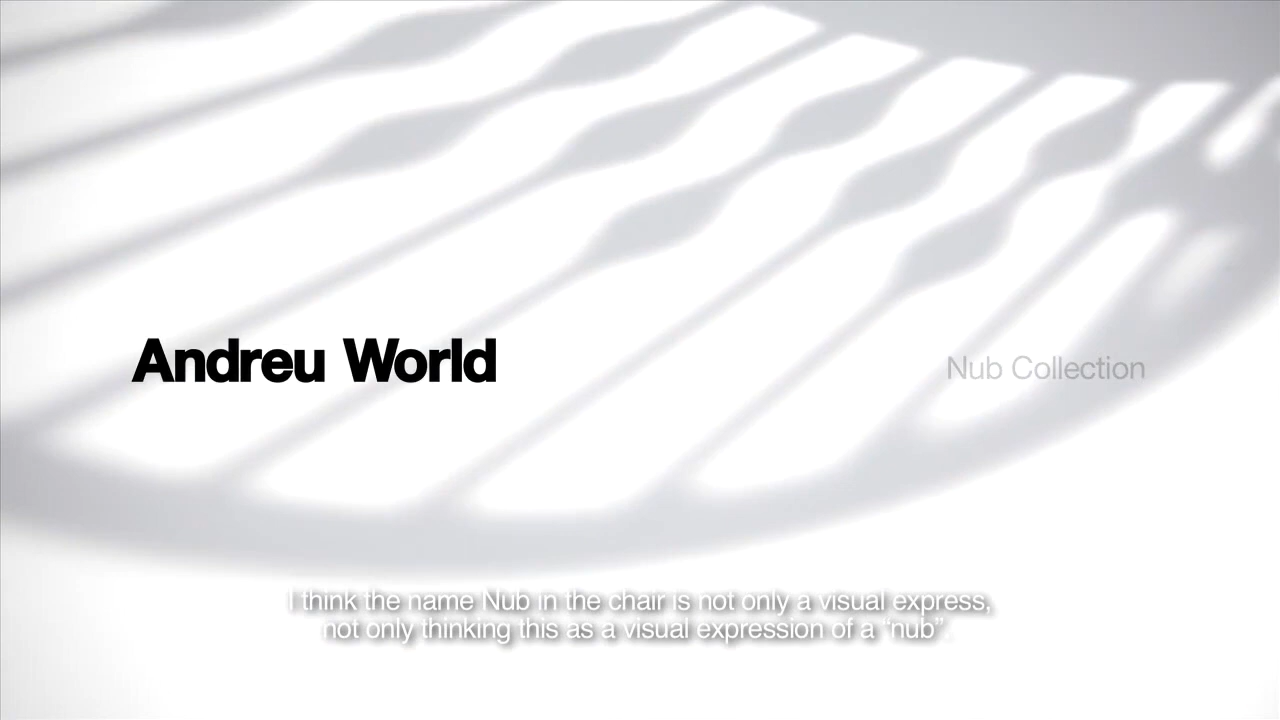 Andreu World
Nub Collection
I think the name Nub in the chair is not only a visual express,
not only thinking this as a visual expression of a “nub”.